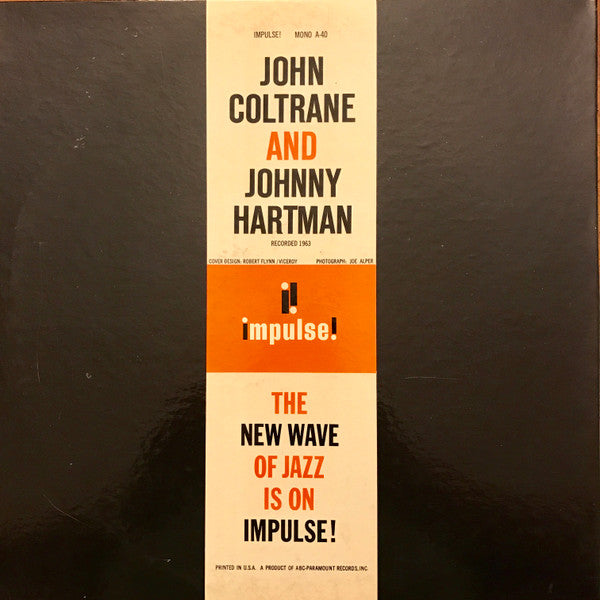 IMPULSE! MONO A-40
JOHN
COLTRANE
AND
JOHNNY
HARTMAN
RECORDED 1963
COVER DESIGN: ROBERT FLYNN / VICEROY PHOTOGRAPH: JOE ALPER
i!
impulse!
THE
NEW WAVE
OF JAZZ
IS ON
IMPULSE!
PRINTED IN U.S.A. A PRODUCT OF ABC-PARAMOUNT RECORDS, INC.